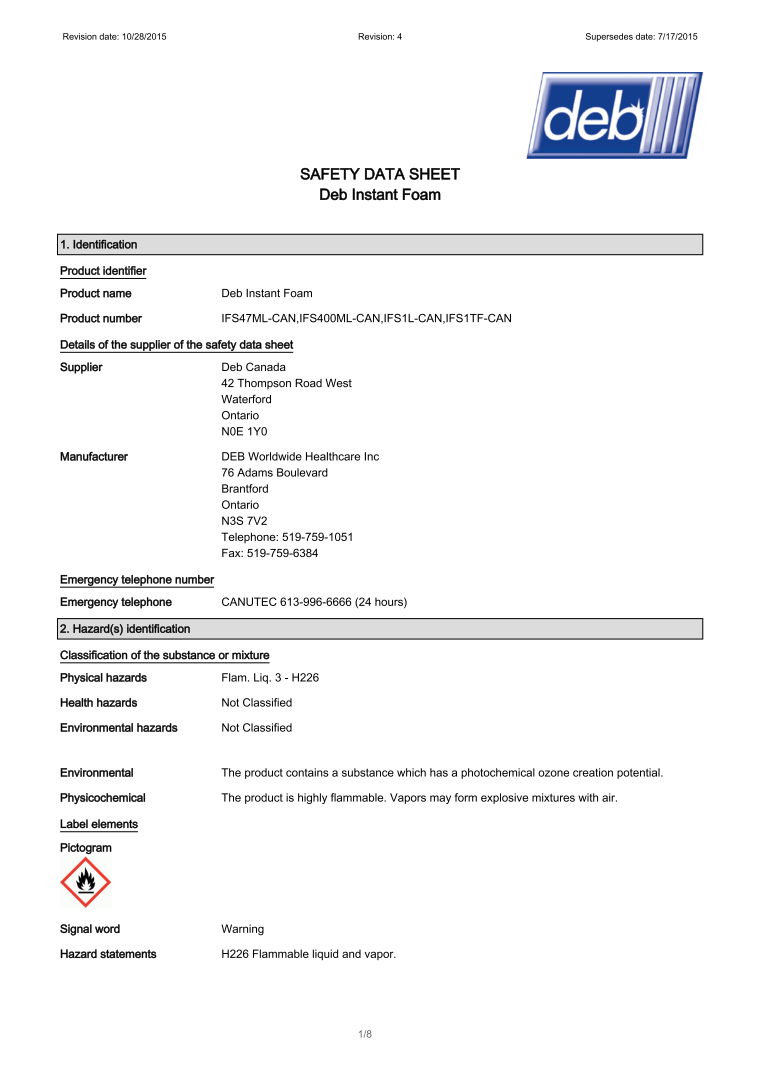 Revision date: 10/28/2015 Revision: 4 Supersedes date: 7/17/2015
deb
SAFETY DATA SHEET
Deb Instant Foam
1. Identification
Product identifier
Product name Deb Instant Foam
Product number IFS47ML-CAN,IFS400ML-CAN,IFS1L-CAN,IFS1TF-CAN
Details of the supplier of the safety data sheet
Supplier Deb Canada
42 Thompson Road West
Waterford
Ontario
N0E 1Y0
Manufacturer DEB Worldwide Healthcare Inc
76 Adams Boulevard
Brantford
Ontario
N3S 7V2
Telephone: 519-759-1051
Fax: 519-759-6384
Emergency telephone number
Emergency telephone CANUTEC 613-996-6666 (24 hours)
2. Hazard(s) identification
Classification of the substance or mixture
Physical hazards Flam. Liq. 3 - H226
Health hazards Not Classified
Environmental hazards Not Classified
Environmental The product contains a substance which has a photochemical ozone creation potential.
Physicochemical The product is highly flammable. Vapors may form explosive mixtures with air.
Label elements
Pictogram
Signal word Warning
Hazard statements H226 Flammable liquid and vapor.
1/8